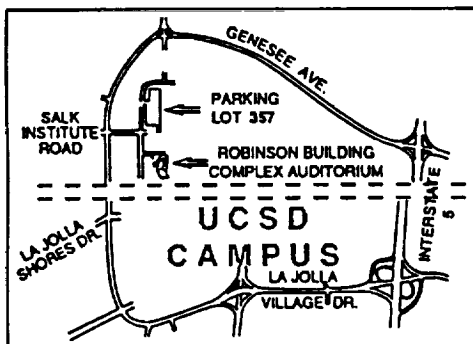 GENESEE AVE.
PARKING
LOT 357
SALK
INSTITUTE
ROAD
ROBINSON BUILDING
COMPLEX AUDITORIUM
INTERSTATE
5
UCSD
CAMPUS
LA JOLLA
SHORES DR.
LA JOLLA
VILLAGE DR.